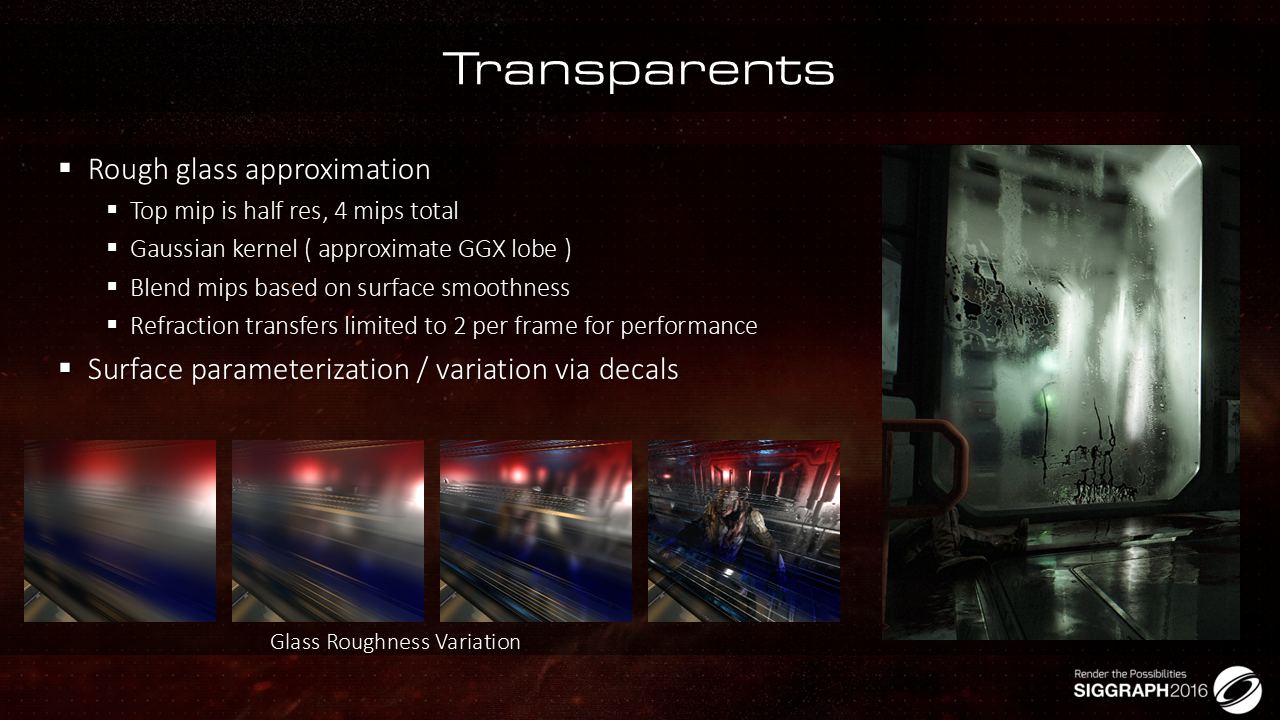 Transparents
Rough glass approximation
Top mip is half res, 4 mips total
Gaussian kernel ( approximate GGX lobe )
Blend mips based on surface smoothness
Refraction transfers limited to 2 per frame for performance
Surface parameterization / variation via decals
Glass Roughness Variation
Render the Possibilities
SIGGRAPH2016